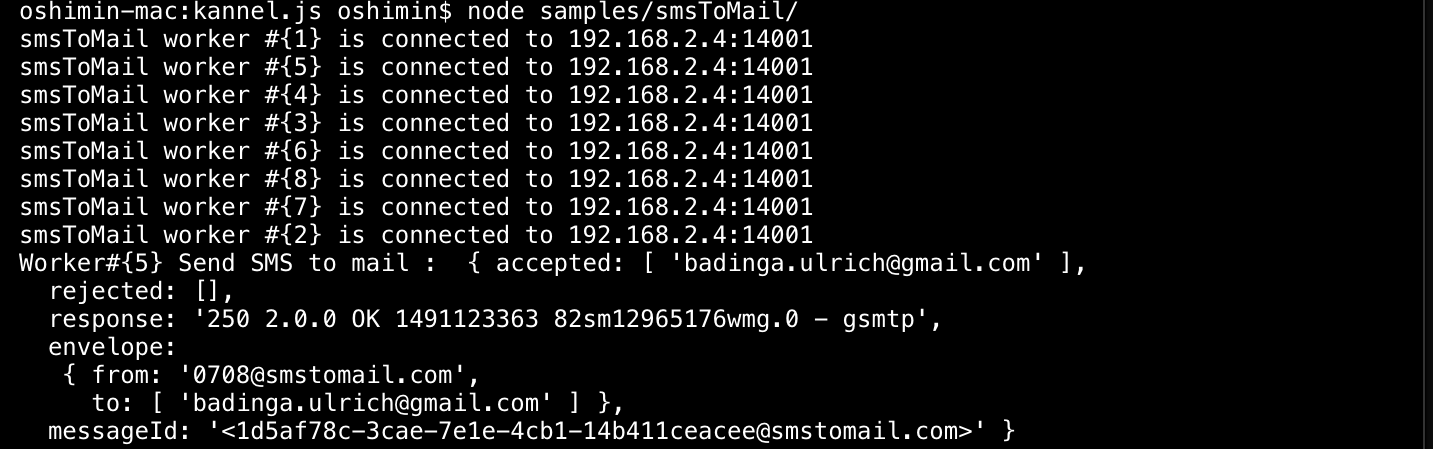 oshimin-mac:kannel.js oshimin$ node samples/smsToMail/
smsToMail worker #{1} is connected to 192.168.2.4:14001
smsToMail worker #{5} is connected to 192.168.2.4:14001
smsToMail worker #{4} is connected to 192.168.2.4:14001
smsToMail worker #{3} is connected to 192.168.2.4:14001
smsToMail worker #{6} is connected to 192.168.2.4:14001
smsToMail worker #{8} is connected to 192.168.2.4:14001
smsToMail worker #{7} is connected to 192.168.2.4:14001
smsToMail worker #{2} is connected to 192.168.2.4:14001
Worker#{5} Send SMS to mail :  { accepted: [ 'badinga.ulrich@gmail.com' ],
  rejected: [],
  response: '250 2.0.0 OK 1491123363 82sm12965176wmg.0 - gsmtp',
  envelope:
   { from: '0708@smstomail.com',
     to: [ 'badinga.ulrich@gmail.com' ] },
  messageId: '<1d5af78c-3cae-7e1e-4cb1-14b411ceacee@smstomail.com>' }